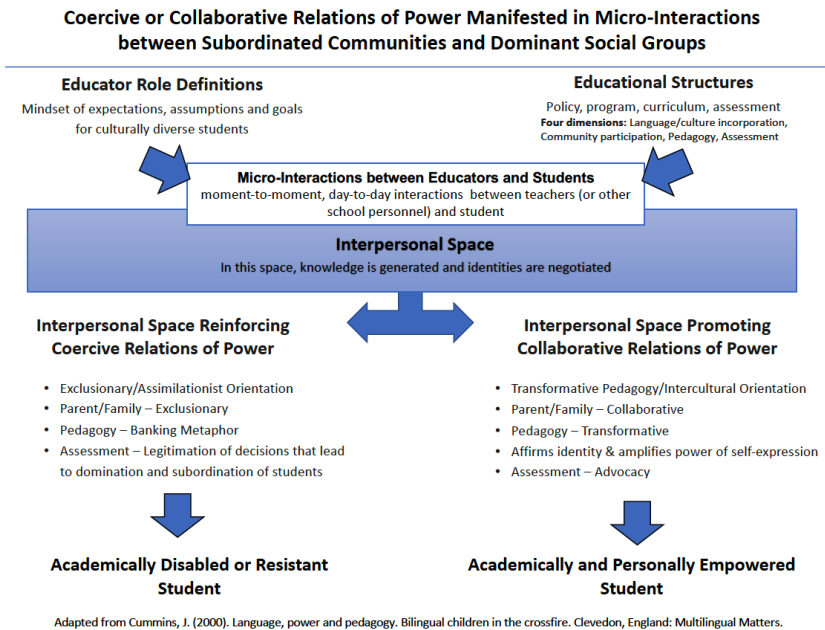 Coercive or Collaborative Relations of Power Manifested in Micro-Interactions
between Subordinated Communities and Dominant Social Groups
Educator Role Definitions
Mindset of expectations, assumptions and goals
for culturally diverse students
Educational Structures
Policy, program, curriculum, assessment
Four dimensions: Language/culture incorporation,
Community participation, Pedagogy, Assessment
Micro-Interactions between Educators and Students
moment-to-moment, day-to-day interactions between teachers (or other
school personnel) and student
Interpersonal Space
In this space, knowledge is generated and identities are negotiated
Interpersonal Space Reinforcing
Coercive Relations of Power
• Exclusionary/Assimilationist Orientation
• Parent/Family – Exclusionary
• Pedagogy – Banking Metaphor
• Assessment – Legitimation of decisions that lead
to domination and subordination of students
Academically Disabled or Resistant
Student
Interpersonal Space Promoting
Collaborative Relations of Power
• Transformative Pedagogy/Intercultural Orientation
• Parent/Family – Collaborative
• Pedagogy – Transformative
• Affirms identity & amplifies power of self-expression
• Assessment – Advocacy
Academically and Personally Empowered
Student
Adapted from Cummins, J. (2000). Language, power and pedagogy. Bilingual children in the crossfire. Clevedon, England: Multilingual Matters.